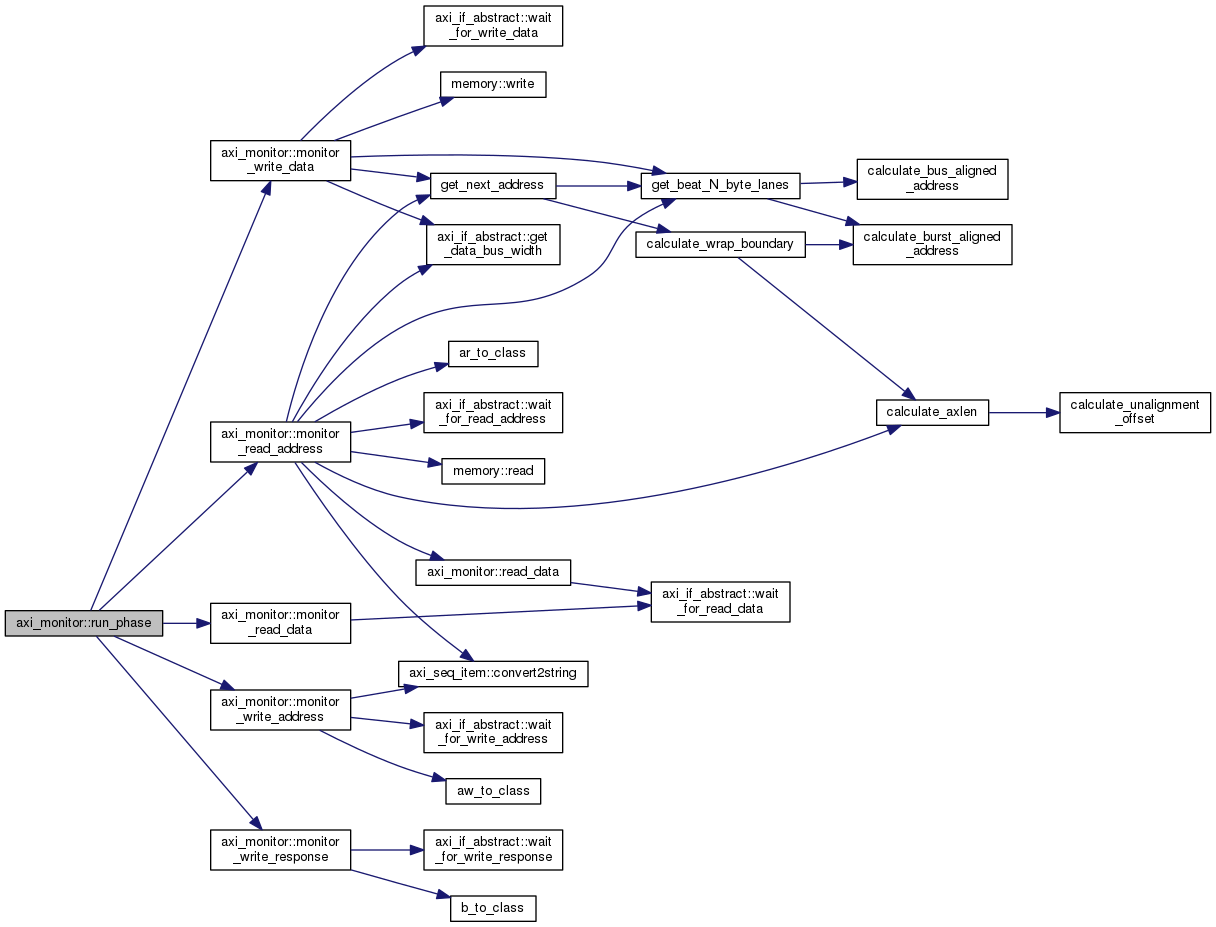 axi_if_abstract::wait
_for_write_data
memory::write
axi_monitor::monitor
_write_data
get_next_address
get_beat_N_byte_lanes
calculate_bus_aligned
_address
axi_if_abstract::get
_data_bus_width
calculate_wrap_boundary
calculate_burst_aligned
_address
ar_to_class
axi_if_abstract::wait
_for_read_address
calculate_axlen
calculate_unalignment
_offset
axi_monitor::monitor
_read_address
memory::read
axi_monitor::read_data
axi_if_abstract::wait
_for_read_data
axi_monitor::run_phase
axi_monitor::monitor
_read_data
axi_seq_item::convert2string
axi_monitor::monitor
_write_address
axi_if_abstract::wait
_for_write_address
aw_to_class
axi_monitor::monitor
_write_response
axi_if_abstract::wait
_for_write_response
b_to_class